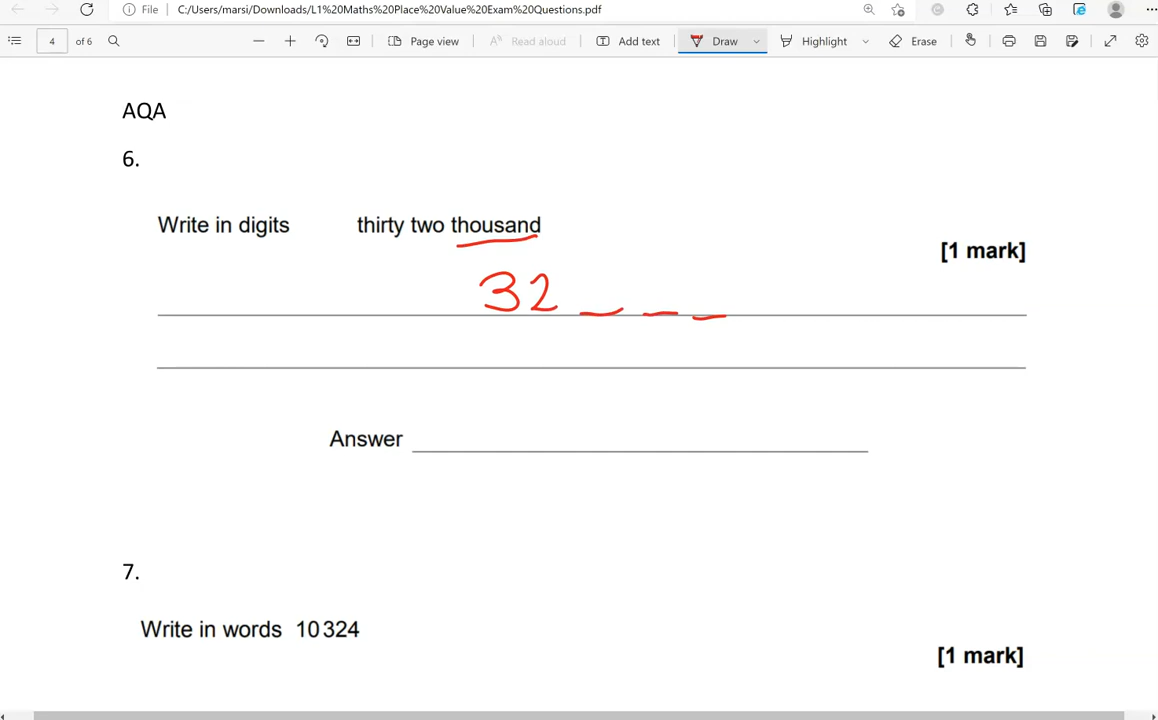 File C:/Users/marsi/Downloads/L1%20Maths%20Place%20Value%20Exam%20Questions.pdf
4 of 6 Page view Read aloud Add text Draw Highlight Erase
AQA
6.
Write in digits thirty two thousand
[1 mark]
32 _ _ _
Answer
7.
Write in words 10 324
[1 mark]